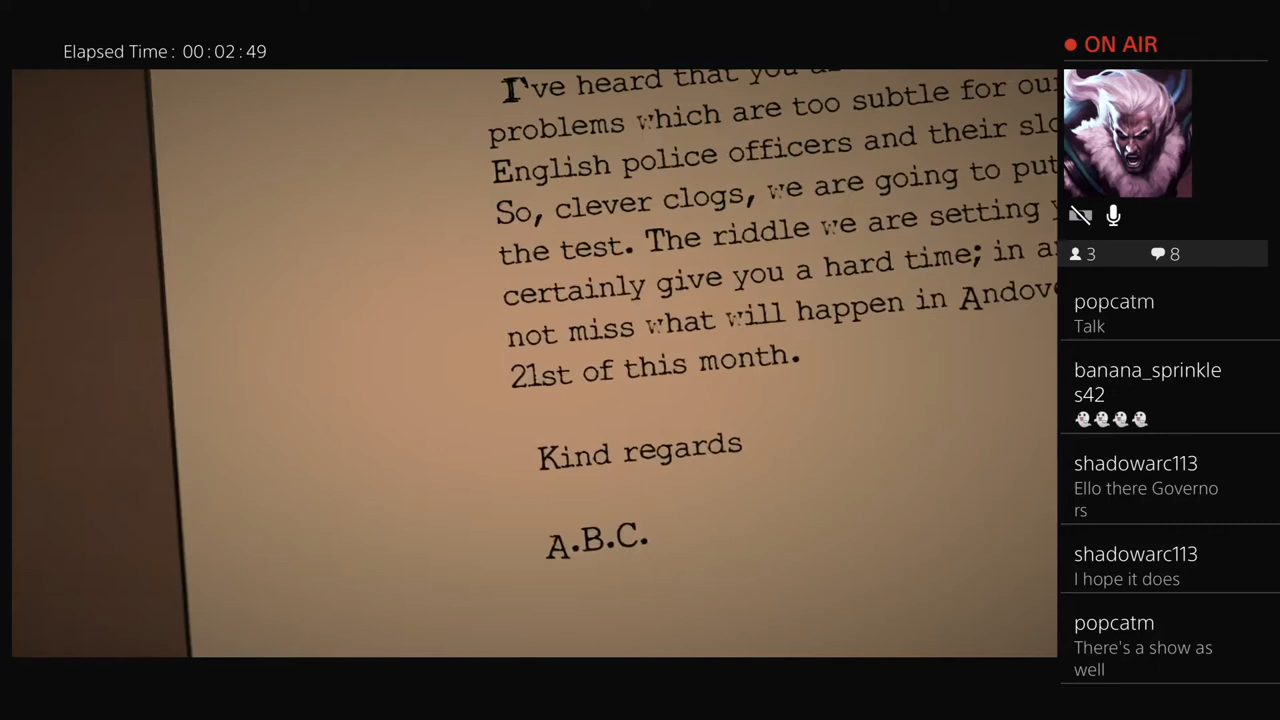 Elapsed Time: 00:02:49
ON AIR
I've heard that you
problems which are too subtle for
English police officers and their
So, clever clogs, we are going to put
the test. The riddle we are setting
certainly give you a hard time; in
not miss what will happen in
21st of this month.
Kind regards
A.B.C.
3 8
popcatm
Talk
banana_sprinkle
s42
👻👻👻👻
shadowarc113
Ello there Governo
rs
shadowarc113
I hope it does
popcatm
There's a show as
well